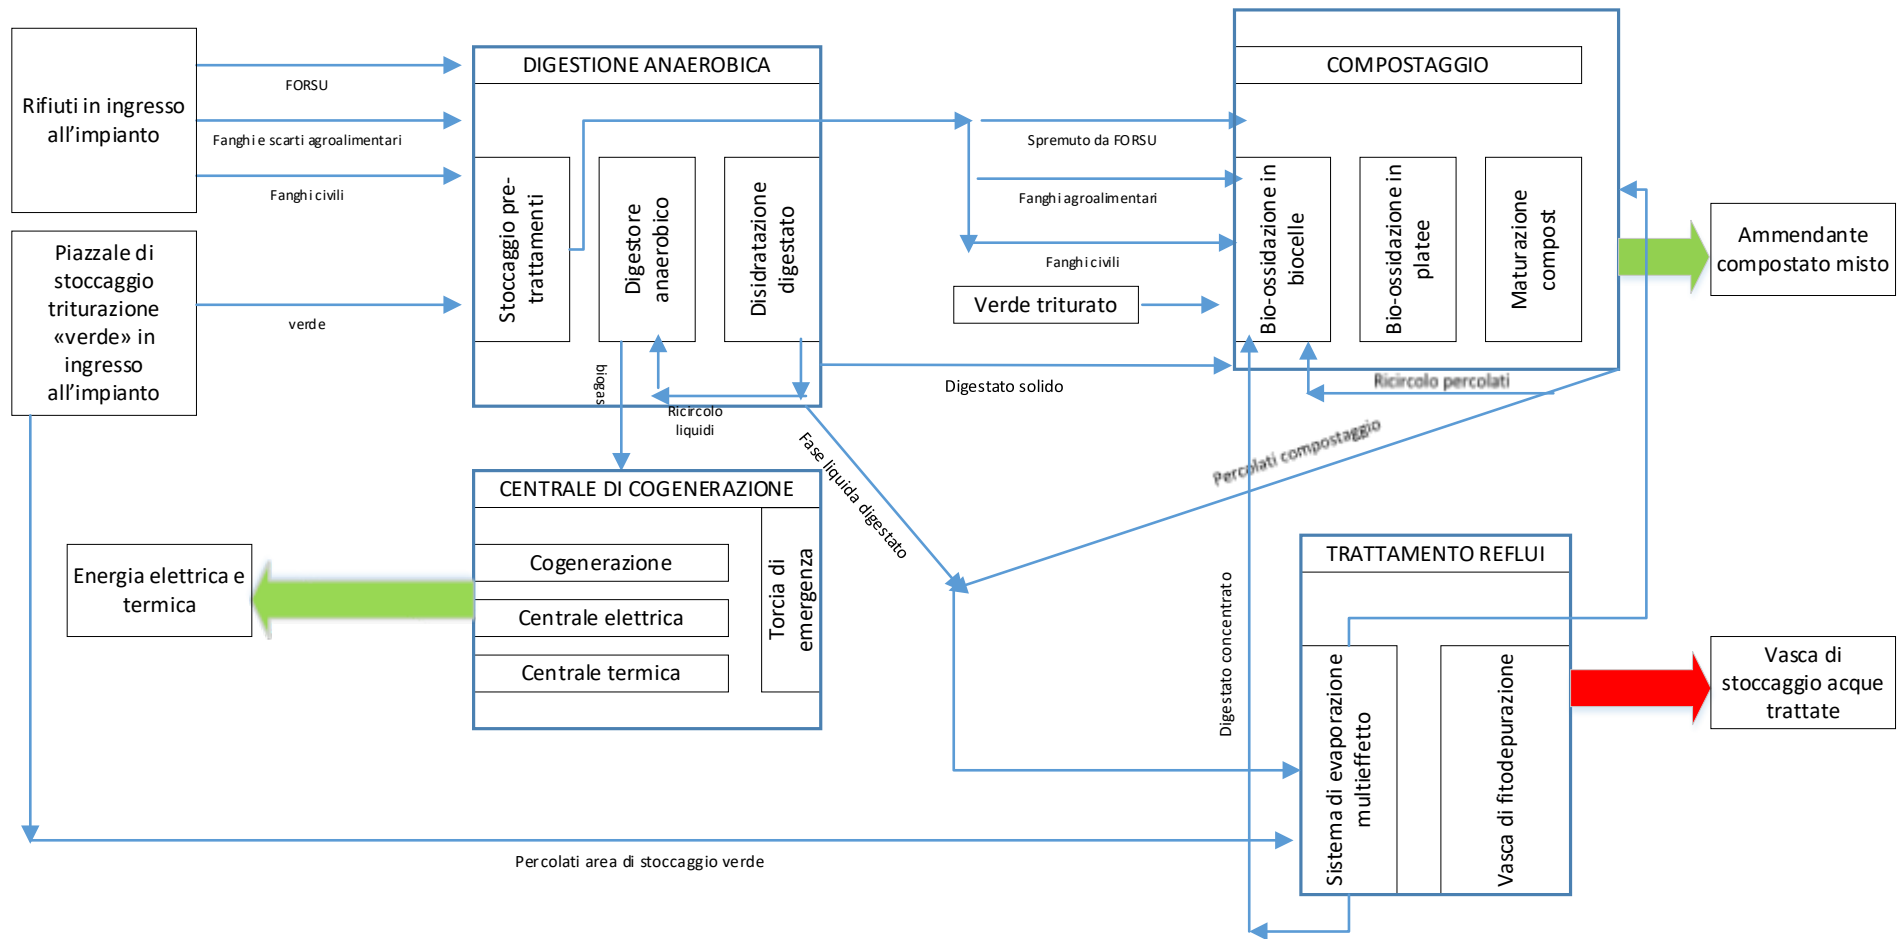 Rifiuti in ingresso
all’impianto
FORSU
Fanghi e scarti agroalimentari
Fanghi civili
Piazzale di
stoccaggio
triturazione
«verde» in
ingresso
all’impianto
verde
DIGESTIONE ANAEROBICA
Stoccaggio pre-
trattamenti
Digestore
anaerobico
Disidratazione
digestato
biogas
Ricircolo
liquidi
Spremuto da FORSU
Fanghi agroalimentari
Fanghi civili
Verde triturato
Digestato solido
COMPOSTAGGIO
Bio-ossidazione in
biocelle
Bio-ossidazione in
platee
Maturazione
compost
Ricircolo percolati
Ammendante
compostato misto
Fase liquida digestato
Percolati compostaggio
CENTRALE DI COGENERAZIONE
Cogenerazione
Centrale elettrica
Centrale termica
Torcia di
emergenza
Energia elettrica e
termica
Digestato concentrato
TRATTAMENTO REFLUI
Sistema di evaporazione
multieffetto
Vasca di fitodepurazione
Vasca di
stoccaggio acque
trattate
Percolati area di stoccaggio verde